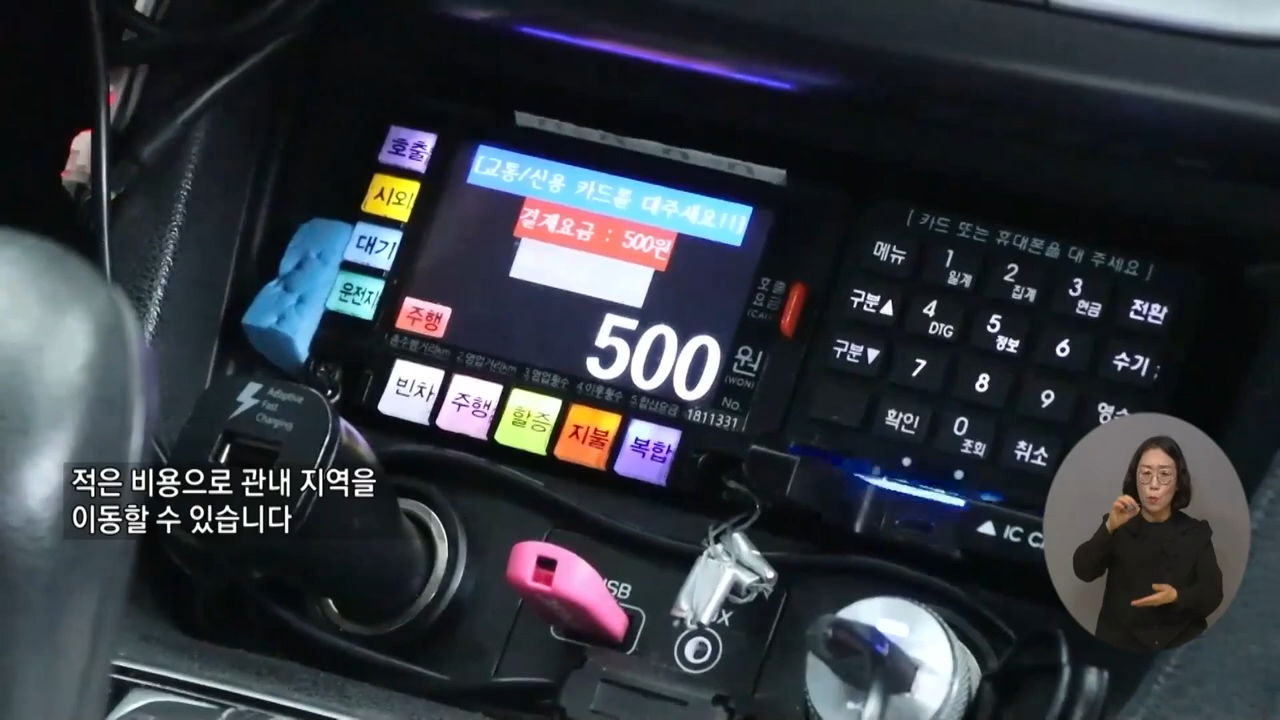 호출
[교통/신용 카드를 대주세요!!]
시외
결제요금 : 500원
대기
운전자
주행
500 원
(WON)
호출
요금
No.
1811331
빈차
주행
할증
지불
복합
[ 카드 또는 휴대폰을 대 주세요 ]
메뉴 1 일계 2 집계 3 현금 전환
구분▲ 4 DTG 5 정보 6 수기
구분▼ 7 8 9
확인 0 조회 취소
▲ IC
Adaptive
Fast
Charging
적은 비용으로 관내 지역을
이동할 수 있습니다